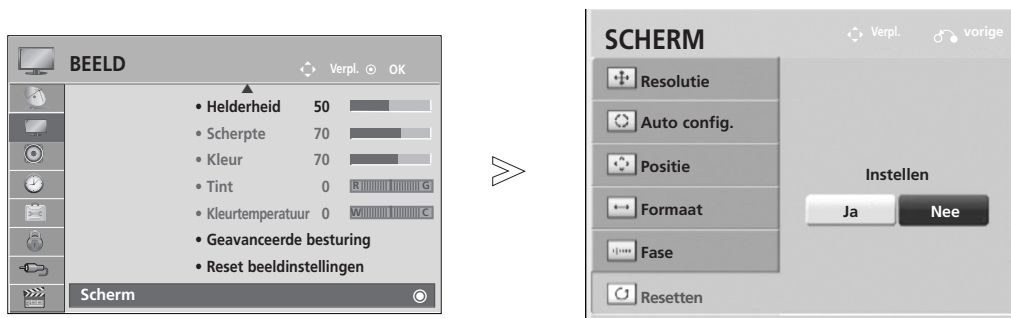 BEELD
Verpl. OK
• Helderheid 50
• Scherpte 70
• Kleur 70
• Tint 0 R G
• Kleurtemperatuur 0 W C
• Geavanceerde besturing
• Reset beeldinstellingen
Scherm
SCHERM
Verpl. vorige
Resolutie
Auto config.
Positie
Formaat
Fase
Resetten
Instellen
Ja Nee